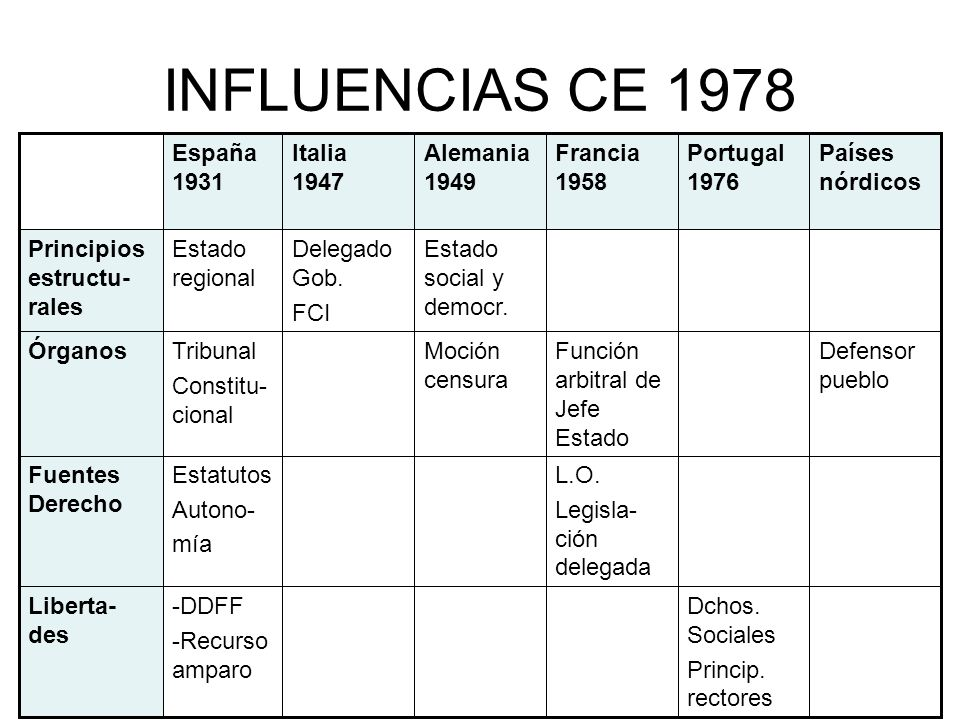 INFLUENCIAS CE 1978
España
1931
Italia
1947
Alemania
1949
Francia
1958
Portugal
1976
Países
nórdicos
Principios
estructu-
rales
Estado
regional
Delegado
Gob.
FCI
Estado
social y
democr.
Órganos
Tribunal
Constitu-
cional
Moción
censura
Función
arbitral de
Jefe
Estado
Defensor
pueblo
Fuentes
Derecho
Estatutos
Autono-
mía
L.O.
Legisla-
ción
delegada
Liberta-
des
-DDFF
-Recurso
amparo
Dchos.
Sociales
Princip.
rectores